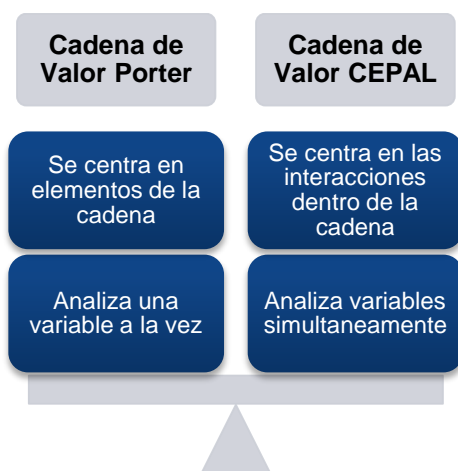 Cadena de
Valor Porter
Cadena de
Valor CEPAL
Se centra en
elementos de la
cadena
Se centra en las
interacciones
dentro de la
cadena
Analiza una
variable a la vez
Analiza variables
simultaneamente